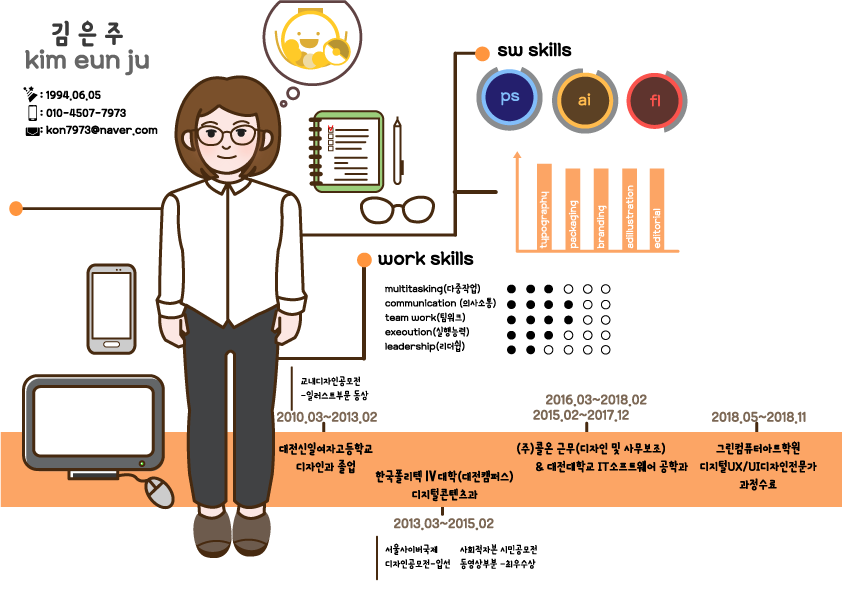 김은주
kim eun ju
: 1994.06.05
: 010-4507-7973
: kon7973@naver.com
sw skills
ps
ai
fl
typography
packaging
branding
adillustration
editorial
work skills
multitasking(다중작업)
communication (의사소통)
team work(팀워크)
exeoution(실행능력)
leadership(리더쉽)
교내디자인공모전
-일러스트부문 동상
2010.03~2013.02
대전신일여자고등학교
디자인과 졸업
한국폴리텍 IV대학(대전캠퍼스)
디지털콘텐츠과
2013.03~2015.02
서울사이버국제
디자인공모전-입선
사회적자본 시민공모전
동영상부분 -최우수상
2016.03~2018.02
2015.02~2017.12
(주)콜온 근무(디자인 및 사무보조)
& 대전대학교 IT소프트웨어 공학과
2018.05~2018.11
그린컴퓨터아트학원
디지털UX/UI디자인전문가
과정수료